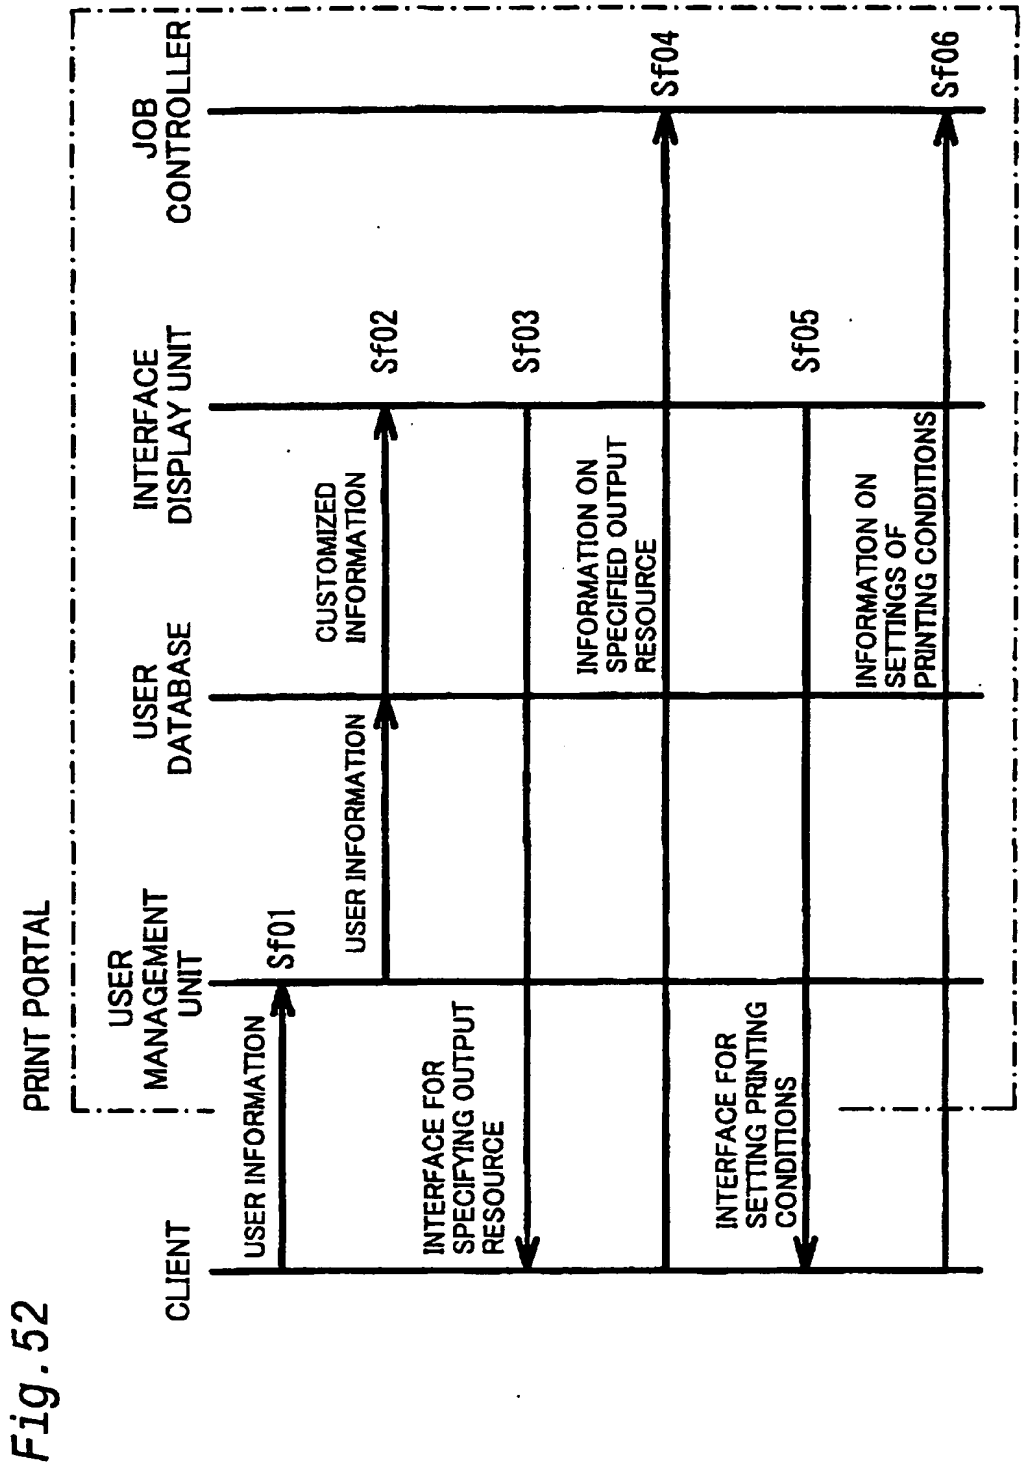 Fig. 52
PRINT PORTAL
CLIENT
USER
MANAGEMENT
UNIT
USER
DATABASE
INTERFACE
DISPLAY UNIT
JOB
CONTROLLER
USER INFORMATION
Sf01
USER INFORMATION
CUSTOMIZED
INFORMATION
Sf02
INTERFACE FOR
SPECIFYING OUTPUT
RESOURCE
Sf03
INFORMATION ON
SPECIFIED OUTPUT
RESOURCE
Sf04
INTERFACE FOR
SETTING PRINTING
CONDITIONS
Sf05
INFORMATION ON
SETTINGS OF
PRINTING CONDITIONS
Sf06